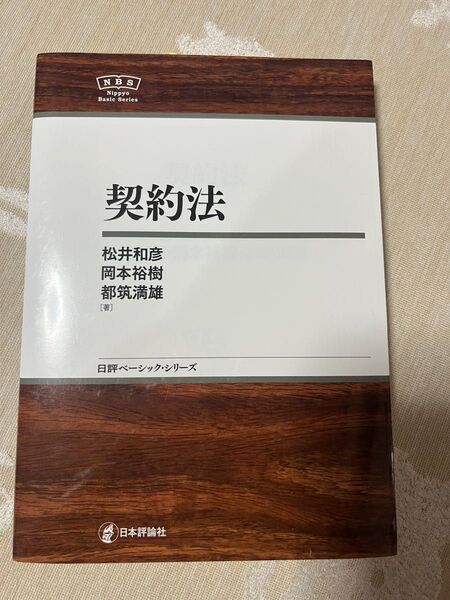 NBS
Nippyo
Basic Series
契約法
松井和彦
岡本裕樹
都筑満雄
[著]
日評ベーシック・シリーズ
日本評論社